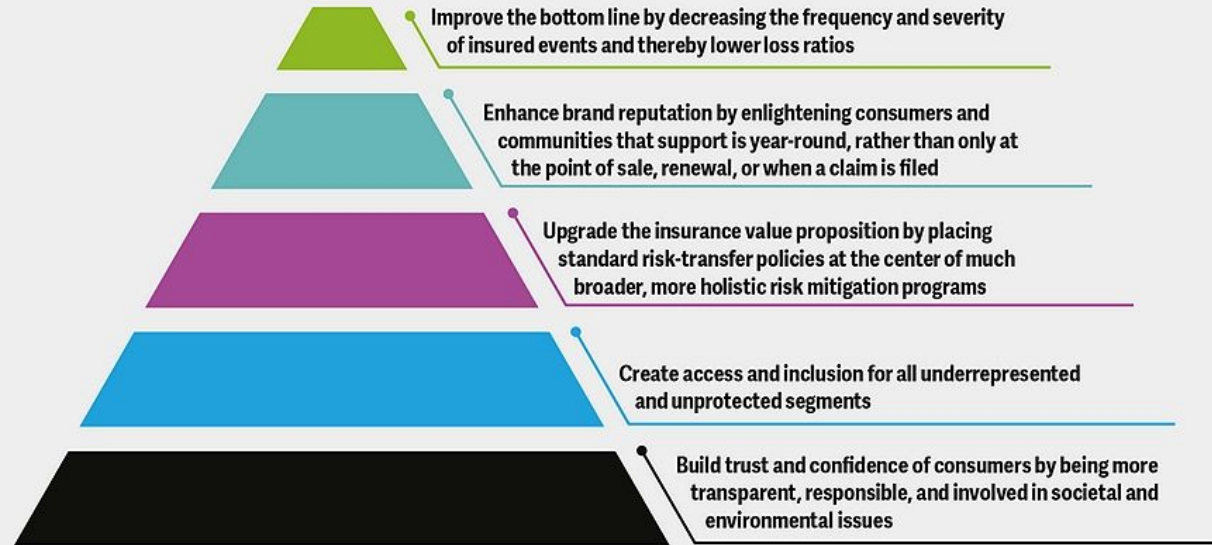 Improve the bottom line by decreasing the frequency and severity
of insured events and thereby lower loss ratios
Enhance brand reputation by enlightening consumers and
communities that support is year-round, rather than only at
the point of sale, renewal, or when a claim is filed
Upgrade the insurance value proposition by placing
standard risk-transfer policies at the center of much
broader, more holistic risk mitigation programs
Create access and inclusion for all underrepresented
and unprotected segments
Build trust and confidence of consumers by being more
transparent, responsible, and involved in societal and
environmental issues